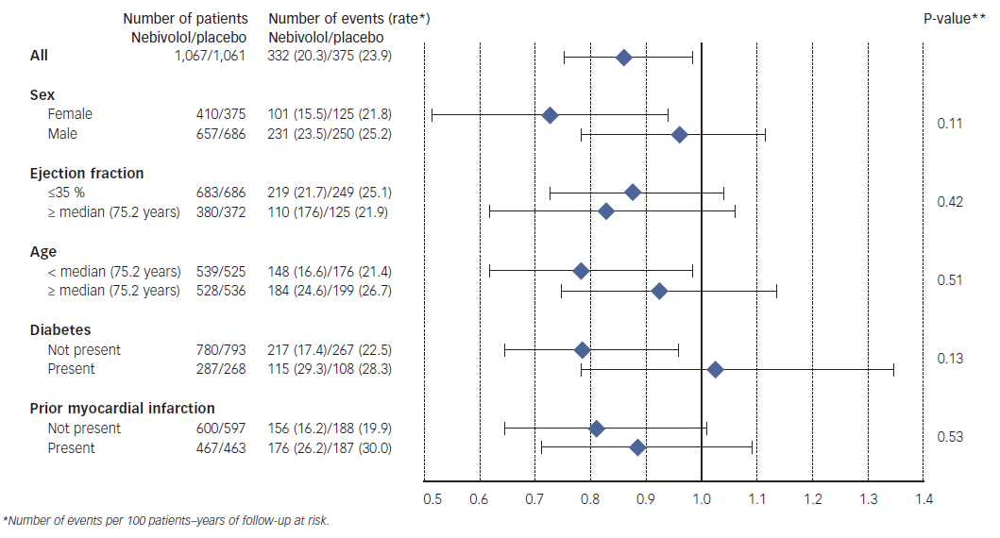 Number of patients Number of events (rate*) P-value**
Nebivolol/placebo Nebivolol/placebo
All 1,067/1,061 332 (20.3)/375 (23.9)
Sex
Female 410/375 101 (15.5)/125 (21.8)
0.11
Male 657/686 231 (23.5)/250 (25.2)
Ejection fraction
≤35 % 683/686 219 (21.7)/249 (25.1)
0.42
≥ median (75.2 years) 380/372 110 (176)/125 (21.9)
Age
< median (75.2 years) 539/525 148 (16.6)/176 (21.4)
0.51
≥ median (75.2 years) 528/536 184 (24.6)/199 (26.7)
Diabetes
Not present 780/793 217 (17.4)/267 (22.5)
0.13
Present 287/268 115 (29.3)/108 (28.3)
Prior myocardial infarction
Not present 600/597 156 (16.2)/188 (19.9)
0.53
Present 467/463 176 (26.2)/187 (30.0)
0.5 0.6 0.7 0.8 0.9 1.0 1.1 1.2 1.3 1.4
*Number of events per 100 patients–years of follow-up at risk.